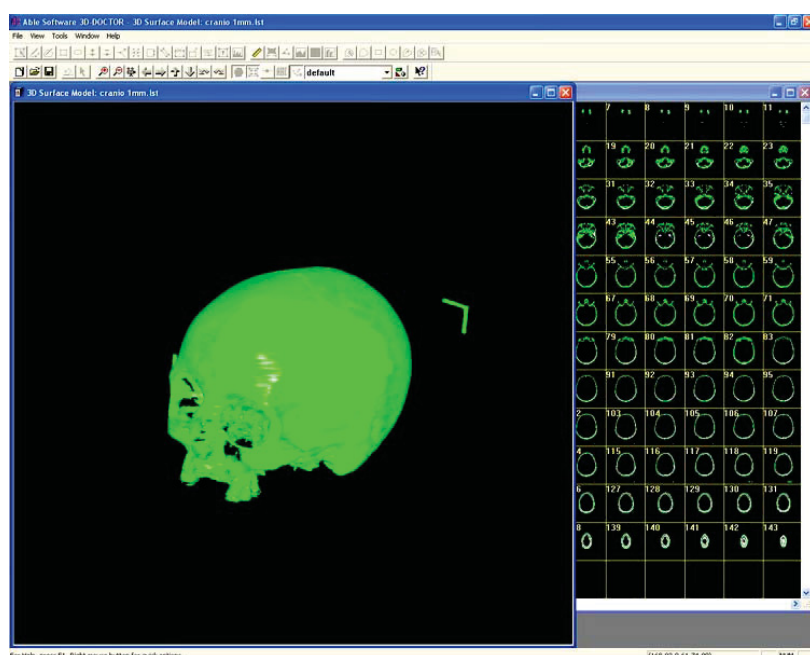 Able Software 3D-DOCTOR - 3D Surface Model: cranio 1mm.lst
File View Tools Window Help
default
3D Surface Model: cranio 1mm.lst
7 8 9 10 11
19 20 21 22 23
31 32 33 34 35
43 44 45 46 47
55 56 57 58 59
67 68 69 70 71
79 80 81 82 83
91 92 93 94 95
103 104 105 106 107
115 116 117 118 119
127 128 129 130 131
139 140 141 142 143